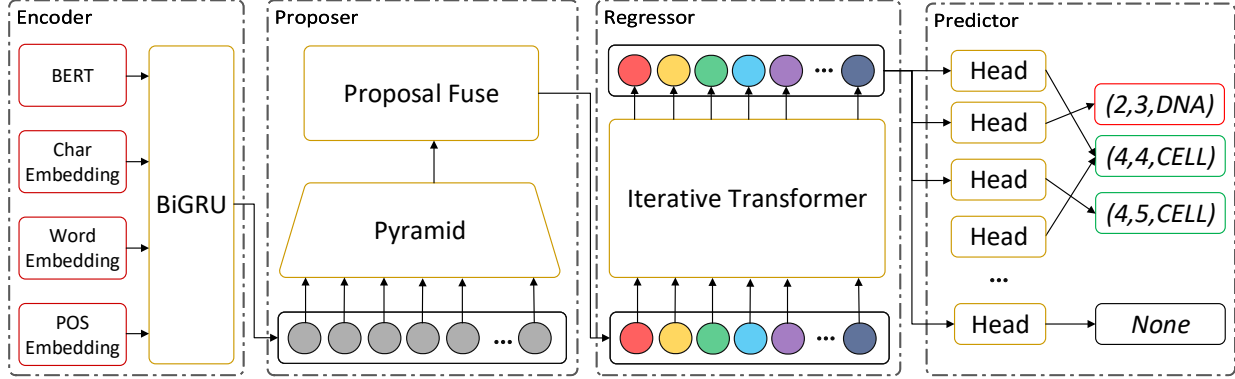 Encoder
BERT
Char
Embedding
Word
Embedding
POS
Embedding
BiGRU
Proposer
Proposal Fuse
Pyramid
...
Regressor
...
Iterative Transformer
...
Predictor
Head
Head
Head
Head
...
Head
(2,3,DNA)
(4,4,CELL)
(4,5,CELL)
None